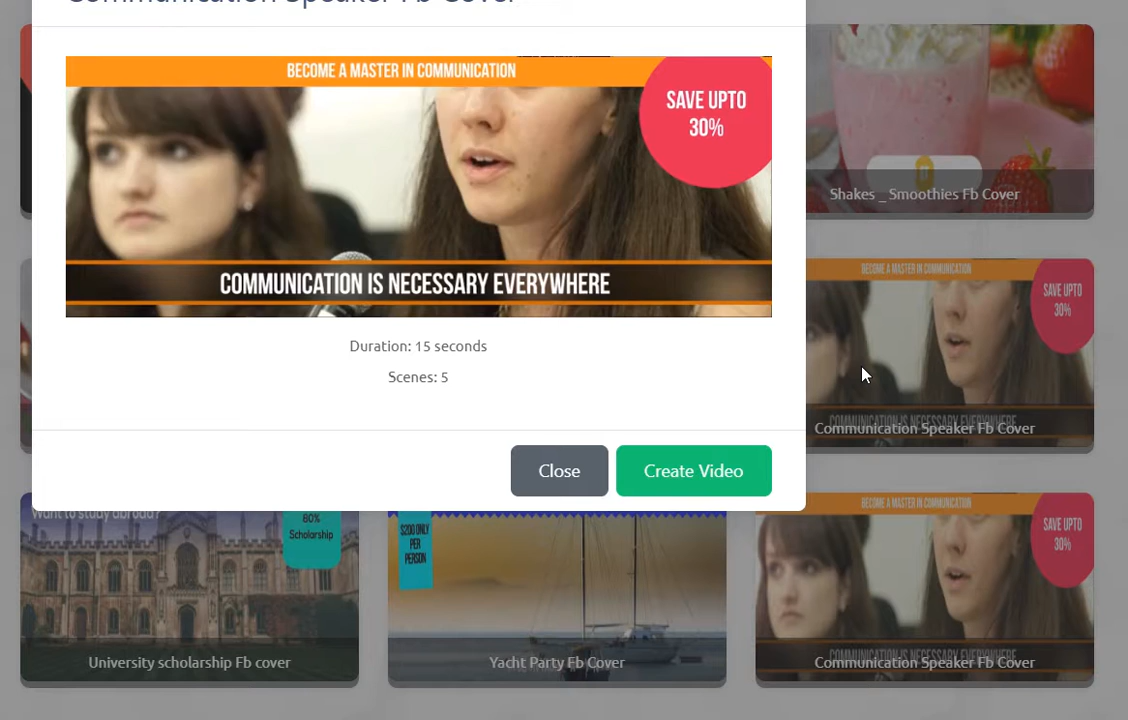 Communication Speaker Fb Cover
BECOME A MASTER IN COMMUNICATION
SAVE UPTO
30%
COMMUNICATION IS NECESSARY EVERYWHERE
Duration: 15 seconds
Scenes: 5
Close
Create Video
Shakes _ Smoothies Fb Cover
BECOME A MASTER IN COMMUNICATION
SAVE UPTO
30%
COMMUNICATION IS NECESSARY EVERYWHERE
Communication Speaker Fb Cover
Want to study abroad?
60%
Scholarship
University scholarship Fb cover
$200 ONLY
PER
PERSON
Yacht Party Fb Cover
BECOME A MASTER IN COMMUNICATION
SAVE UPTO
30%
COMMUNICATION IS NECESSARY EVERYWHERE
Communication Speaker Fb Cover